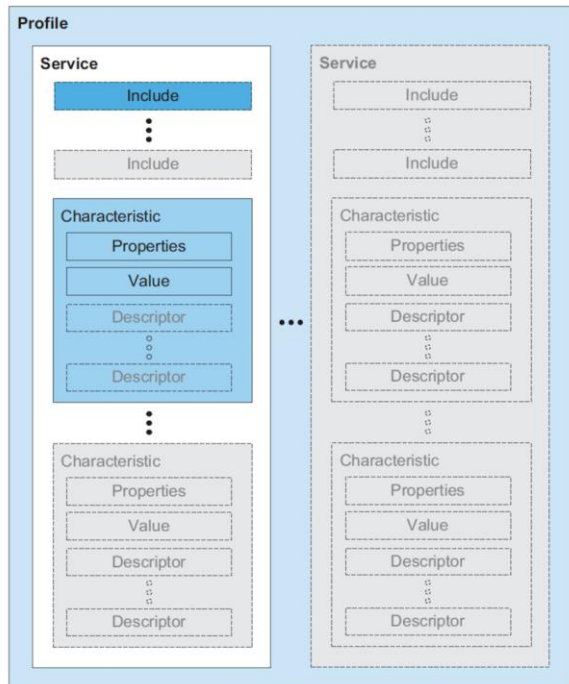 Profile
Service
Include
Include
Characteristic
Properties
Value
Descriptor
Descriptor
Characteristic
Properties
Value
Descriptor
Descriptor
Service
Include
Include
Characteristic
Properties
Value
Descriptor
Descriptor
Characteristic
Properties
Value
Descriptor
Descriptor